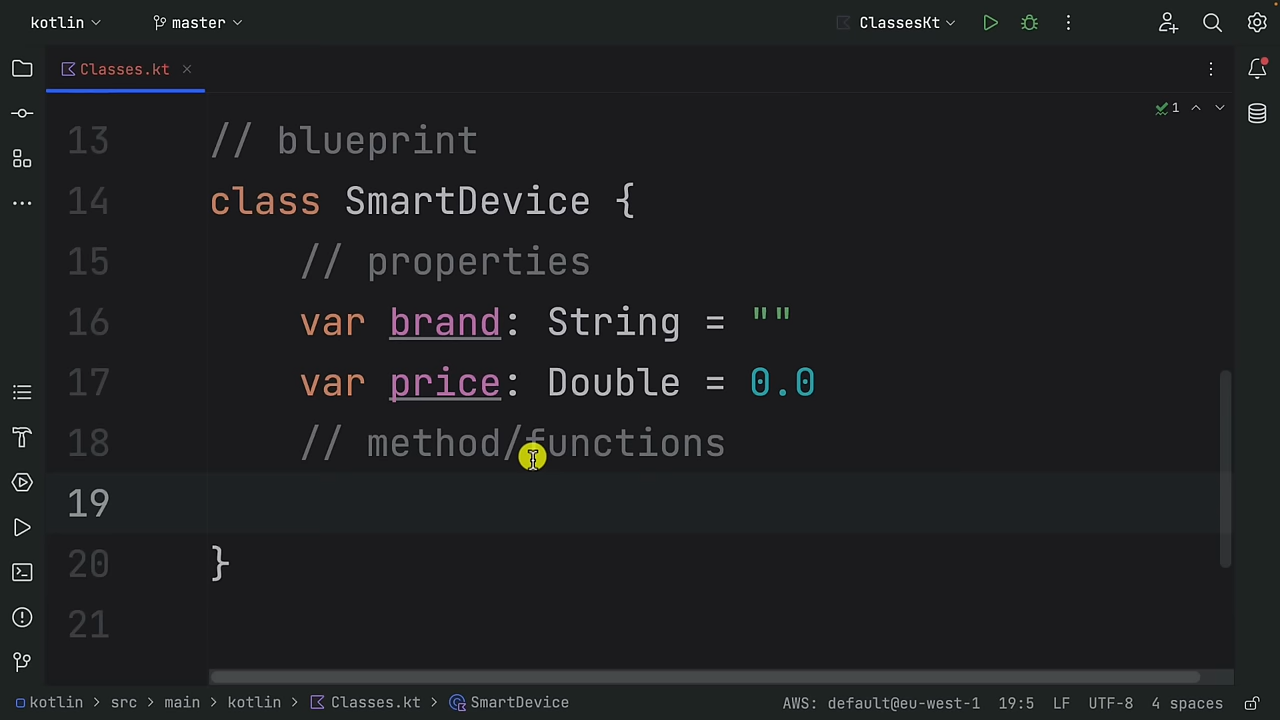 kotlin master ClassesKt
Classes.kt
1
13 // blueprint
14 class SmartDevice {
15 // properties
16 var brand: String = ""
17 var price: Double = 0.0
18 // method/functions
19
20 }
21
kotlin > src > main > kotlin > Classes.kt > SmartDevice AWS: default@eu-west-1 19:5 LF UTF-8 4 spaces